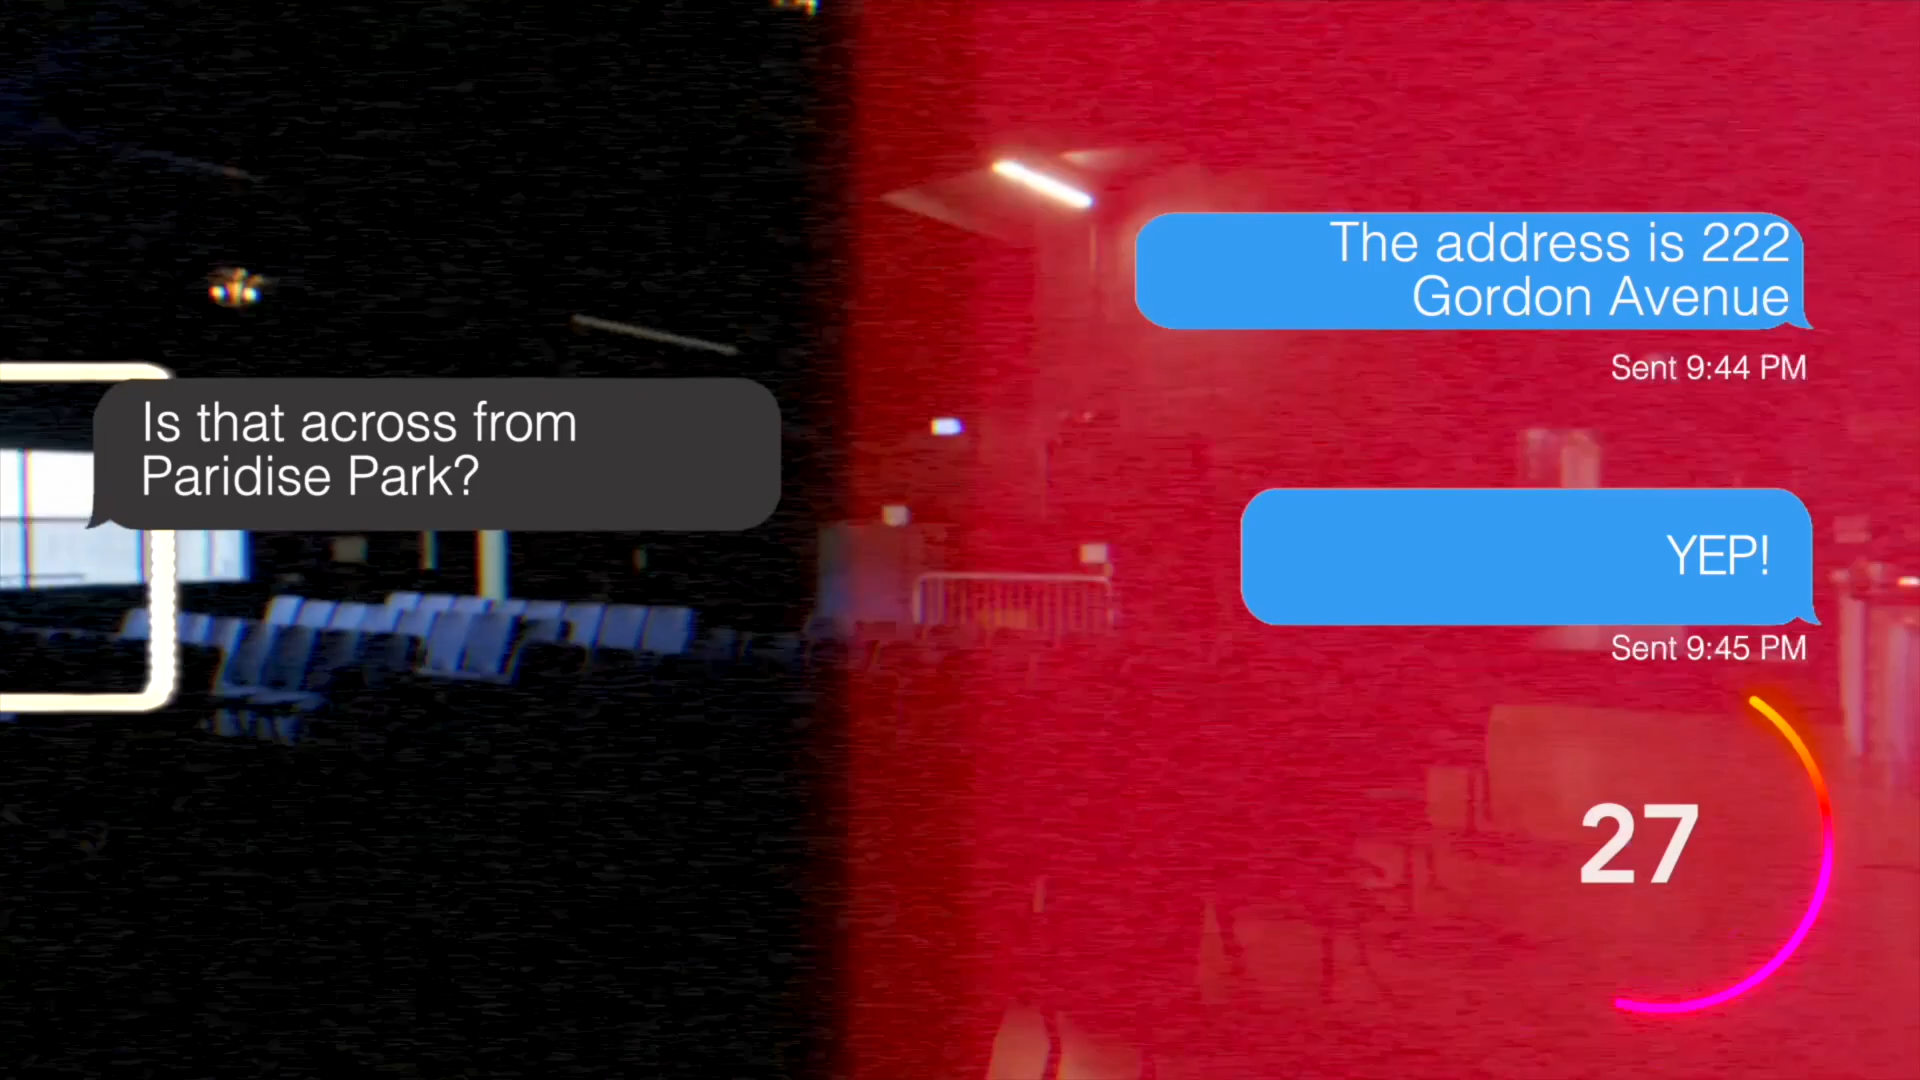 The address is 222
Gordon Avenue
Sent 9:44 PM
Is that across from
Paridise Park?
YEP!
Sent 9:45 PM
27